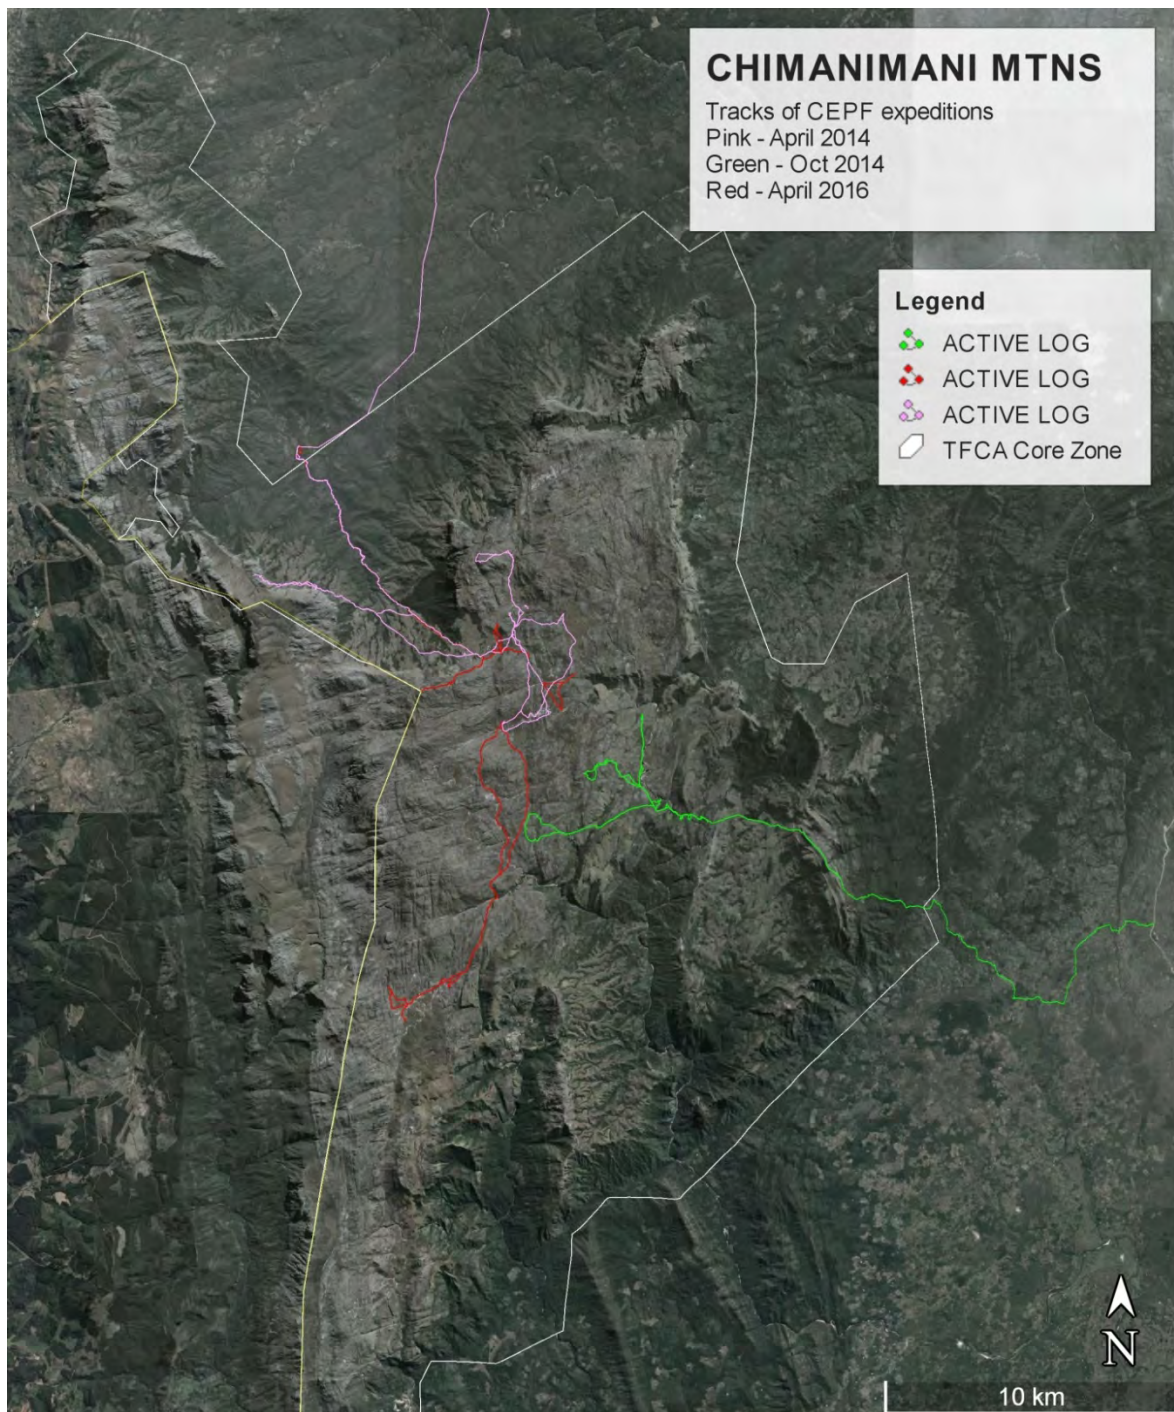 CHIMANIMANI MTNS
Tracks of CEPF expeditions
Pink - April 2014
Green - Oct 2014
Red - April 2016
Legend
ACTIVE LOG
ACTIVE LOG
ACTIVE LOG
TFCA Core Zone
N
10 km